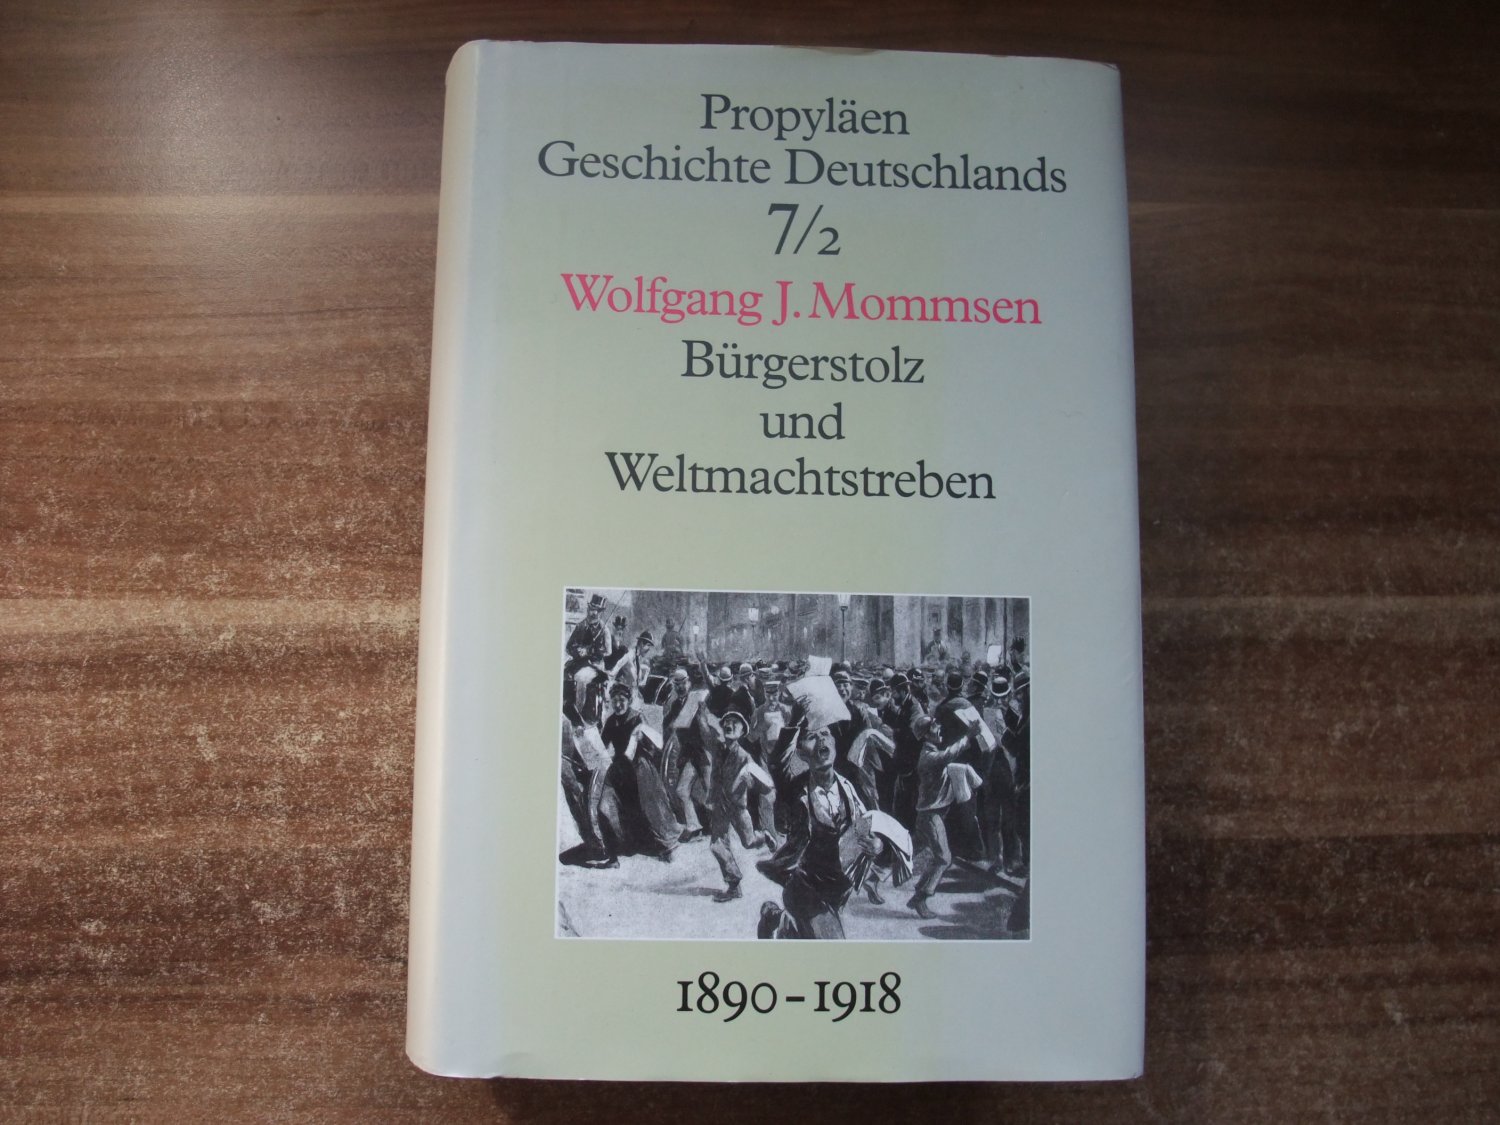 Propyläen
Geschichte Deutschlands
7/2
Wolfgang J. Mommsen
Bürgerstolz
und
Weltmachtstreben
1890-1918